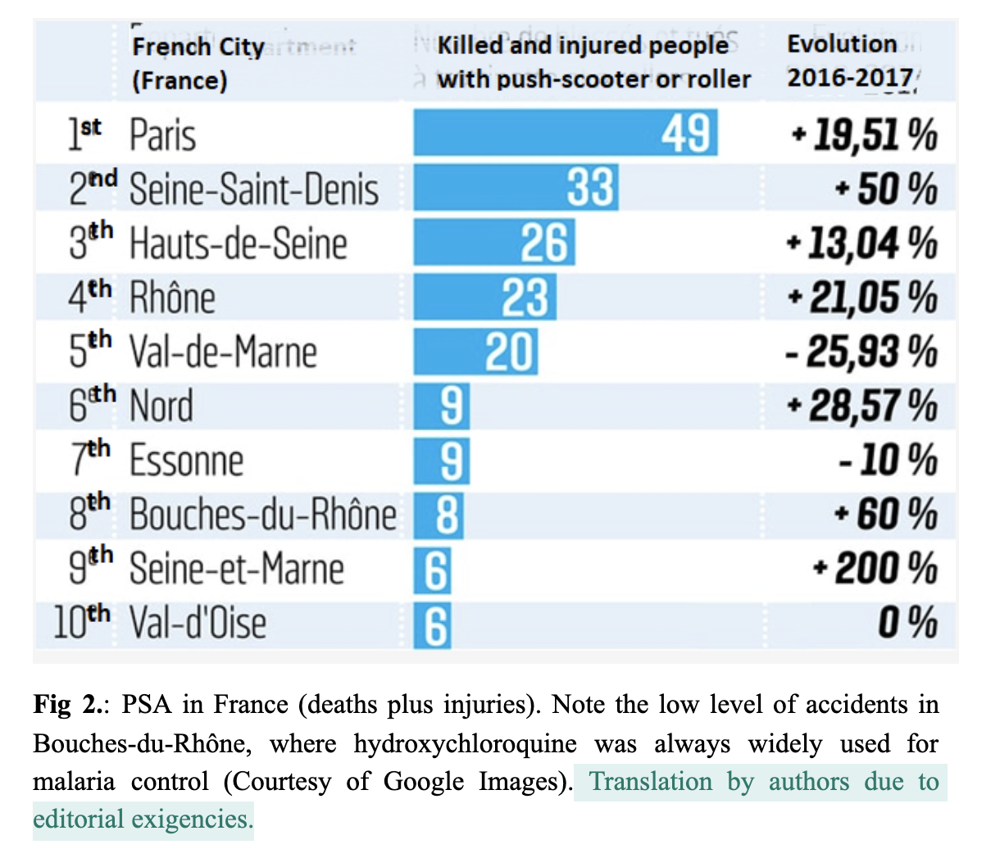 French City
(France)
Killed and injured people
with push-scooter or roller
Evolution
2016-2017
1st Paris 49 + 19,51 %
2nd Seine-Saint-Denis 33 + 50 %
3th Hauts-de-Seine 26 + 13,04 %
4th Rhône 23 + 21,05 %
5th Val-de-Marne 20 - 25,93 %
6th Nord 9 + 28,57 %
7th Essonne 9 - 10 %
8th Bouches-du-Rhône 8 + 60 %
9th Seine-et-Marne 6 + 200 %
10th Val-d'Oise 6 0 %
Fig 2.: PSA in France (deaths plus injuries). Note the low level of accidents in
Bouches-du-Rhône, where hydroxychloroquine was always widely used for
malaria control (Courtesy of Google Images). Translation by authors due to
editorial exigencies.